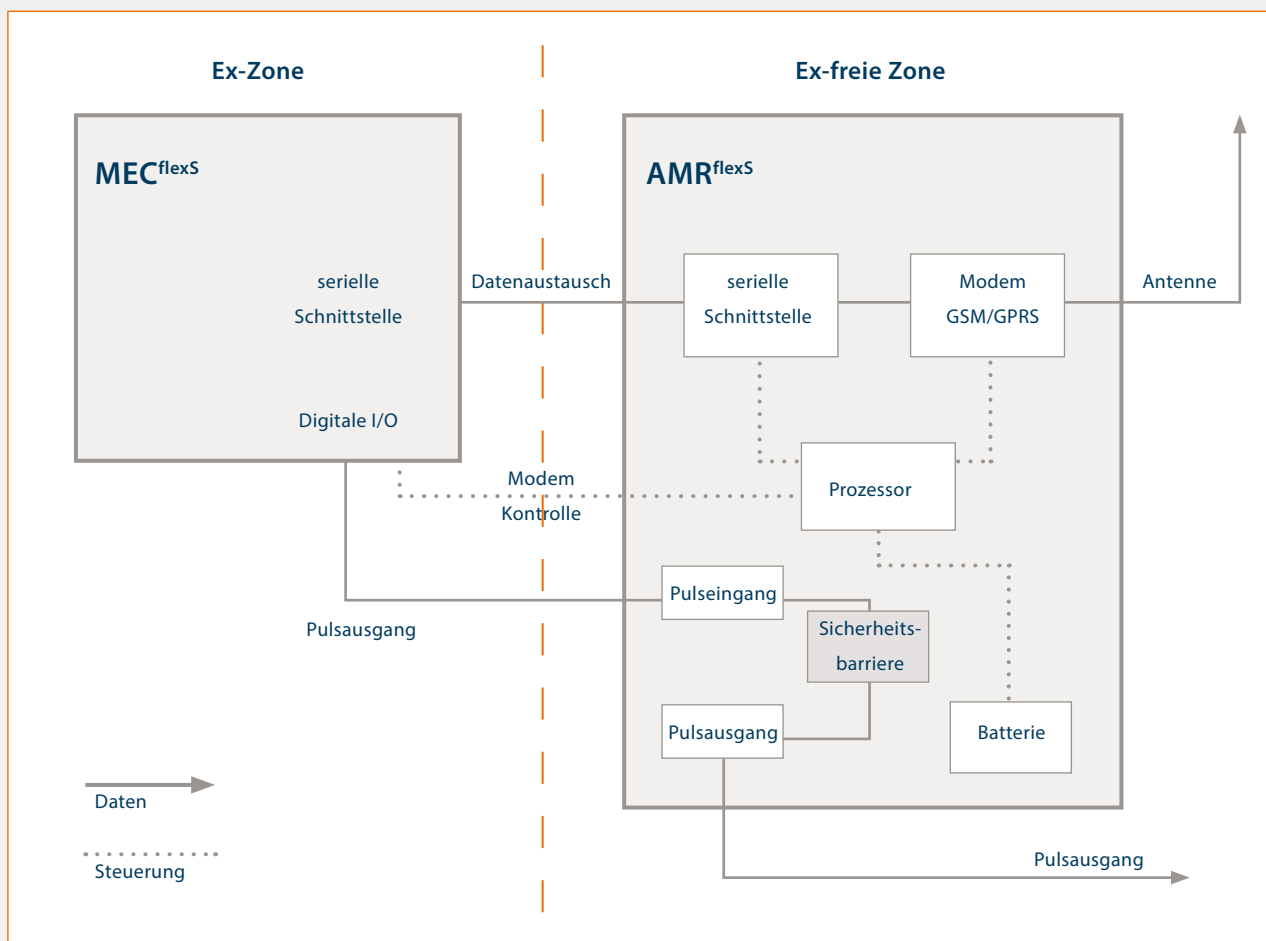 Ex-Zone
Ex-freie Zone
MECflexS
AMRflexS
serielle
Schnittstelle
Datenaustausch
serielle
Schnittstelle
Modem
GSM/GPRS
Antenne
Digitale I/O
Modem
Kontrolle
Prozessor
Pulseingang
Pulsausgang
Sicherheits-
barriere
Pulsausgang
Batterie
Daten
Steuerung
Pulsausgang